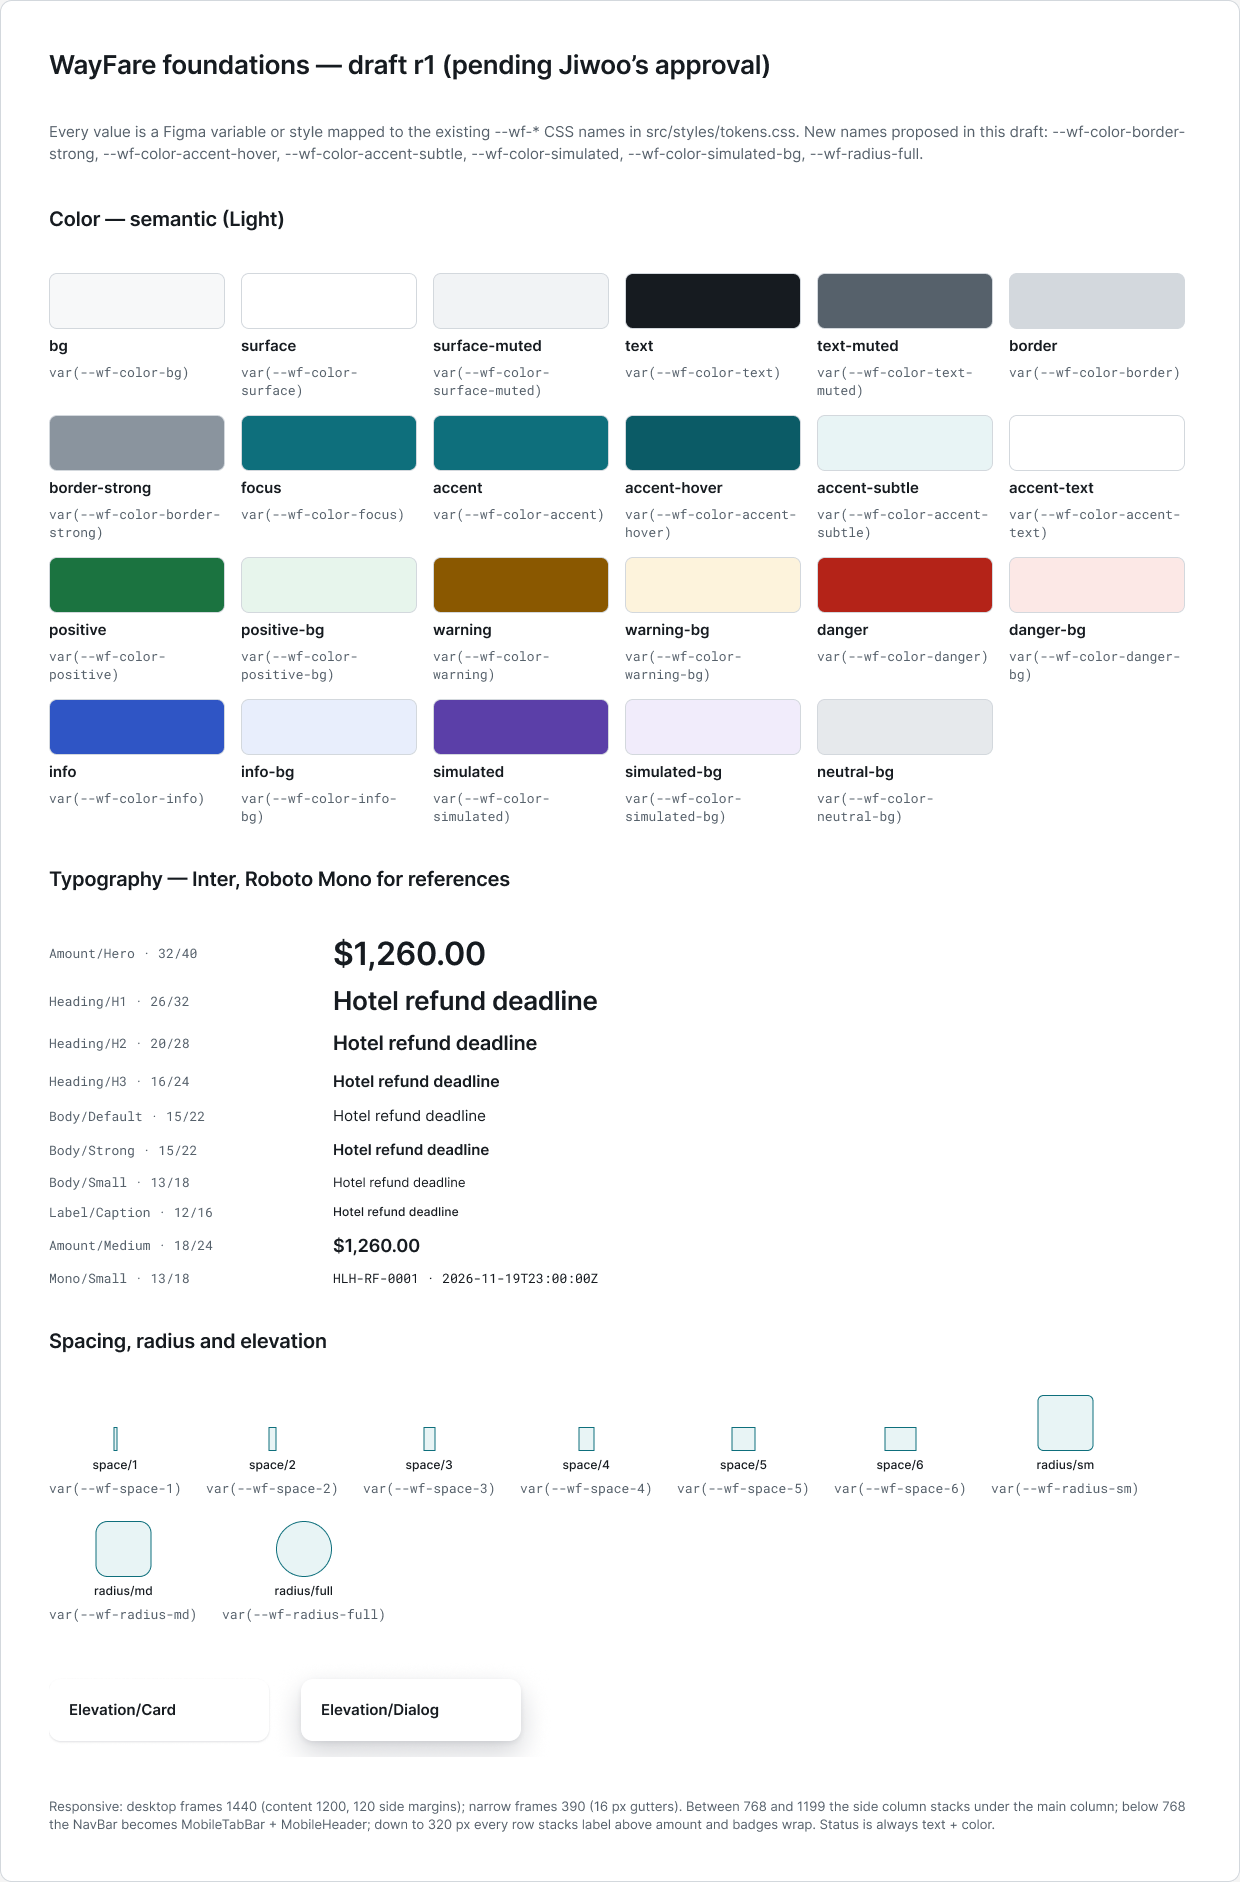 WayFare foundations — draft r1 (pending Jiwoo’s approval)
Every value is a Figma variable or style mapped to the existing --wf-* CSS names in src/styles/tokens.css. New names proposed in this draft: --wf-color-border-
strong, --wf-color-accent-hover, --wf-color-accent-subtle, --wf-color-simulated, --wf-color-simulated-bg, --wf-radius-full.
Color — semantic (Light)
bg
var(--wf-color-bg)
surface
var(--wf-color-
surface)
surface-muted
var(--wf-color-
surface-muted)
text
var(--wf-color-text)
text-muted
var(--wf-color-text-
muted)
border
var(--wf-color-border)
border-strong
var(--wf-color-border-
strong)
focus
var(--wf-color-focus)
accent
var(--wf-color-accent)
accent-hover
var(--wf-color-accent-
hover)
accent-subtle
var(--wf-color-accent-
subtle)
accent-text
var(--wf-color-accent-
text)
positive
var(--wf-color-
positive)
positive-bg
var(--wf-color-
positive-bg)
warning
var(--wf-color-
warning)
warning-bg
var(--wf-color-
warning-bg)
danger
var(--wf-color-danger)
danger-bg
var(--wf-color-danger-
bg)
info
var(--wf-color-info)
info-bg
var(--wf-color-info-
bg)
simulated
var(--wf-color-
simulated)
simulated-bg
var(--wf-color-
simulated-bg)
neutral-bg
var(--wf-color-
neutral-bg)
Typography — Inter, Roboto Mono for references
Amount/Hero · 32/40
$1,260.00
Heading/H1 · 26/32
Hotel refund deadline
Heading/H2 · 20/28
Hotel refund deadline
Heading/H3 · 16/24
Hotel refund deadline
Body/Default · 15/22
Hotel refund deadline
Body/Strong · 15/22
Hotel refund deadline
Body/Small · 13/18
Hotel refund deadline
Label/Caption · 12/16
Hotel refund deadline
Amount/Medium · 18/24
$1,260.00
Mono/Small · 13/18
HLH-RF-0001 · 2026-11-19T23:00:00Z
Spacing, radius and elevation
space/1
var(--wf-space-1)
space/2
var(--wf-space-2)
space/3
var(--wf-space-3)
space/4
var(--wf-space-4)
space/5
var(--wf-space-5)
space/6
var(--wf-space-6)
radius/sm
var(--wf-radius-sm)
radius/md
var(--wf-radius-md)
radius/full
var(--wf-radius-full)
Elevation/Card
Elevation/Dialog
Responsive: desktop frames 1440 (content 1200, 120 side margins); narrow frames 390 (16 px gutters). Between 768 and 1199 the side column stacks under the main column; below 768
the NavBar becomes MobileTabBar + MobileHeader; down to 320 px every row stacks label above amount and badges wrap. Status is always text + color.